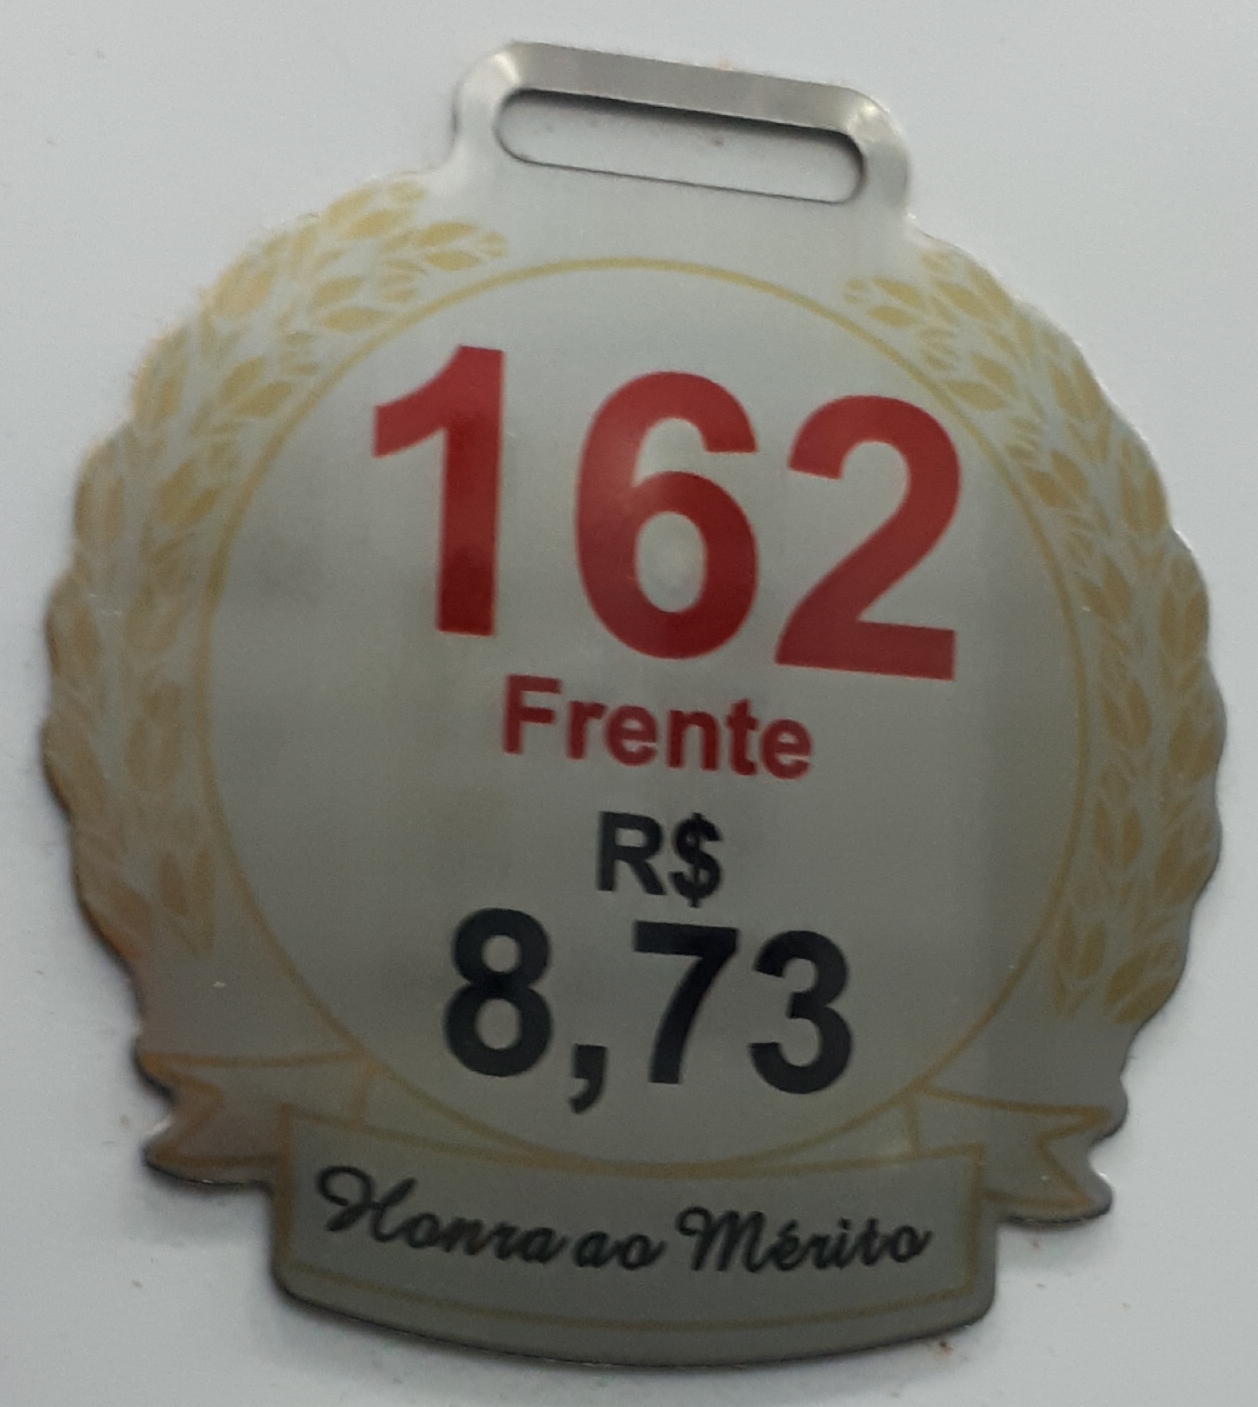 162
Frente
R$
8,73
Honra ao Mérito